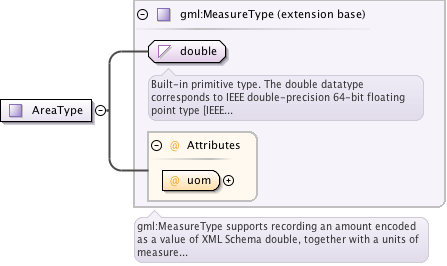 gml:MeasureType (extension base)
double
Built-in primitive type. The double datatype
corresponds to IEEE double-precision 64-bit floating
point type [IEEE...
AreaType
@ Attributes
@ uom
gml:MeasureType supports recording an amount encoded
as a value of XML Schema double, together with a units of
measure...